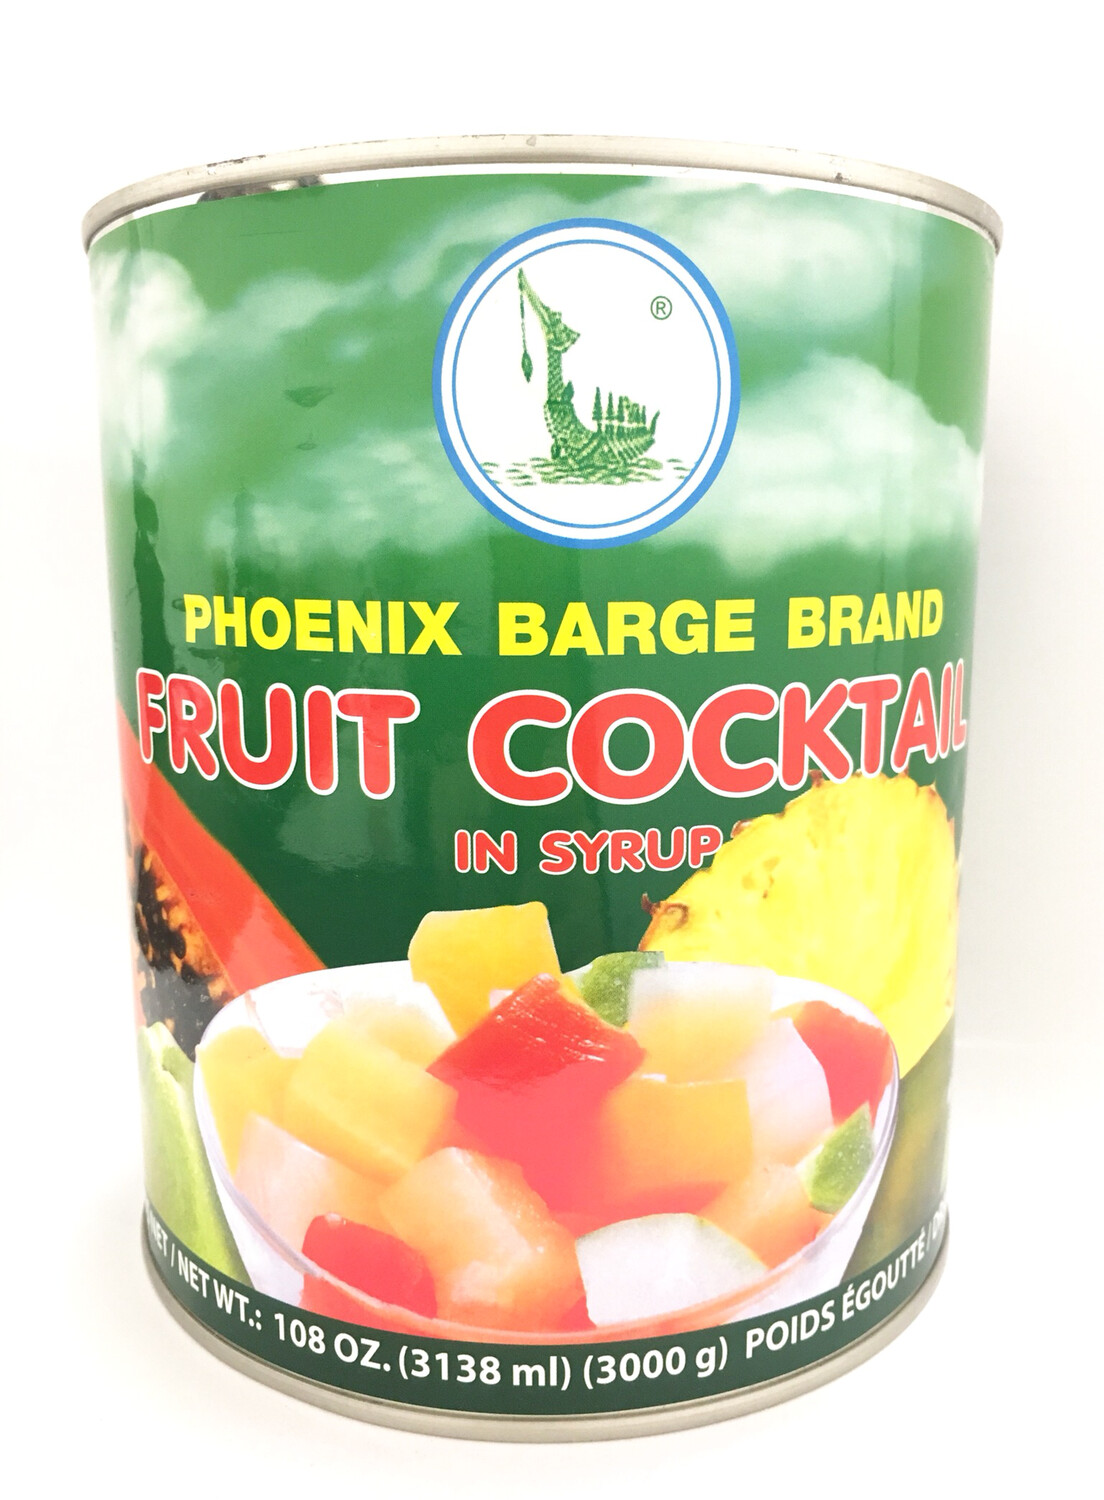 ®
PHOENIX BARGE BRAND
FRUIT COCKTAIL
IN SYRUP
NET / NET WT.: 108 OZ. (3138 ml) (3000 g) POIDS ÉGOUTTÉ /